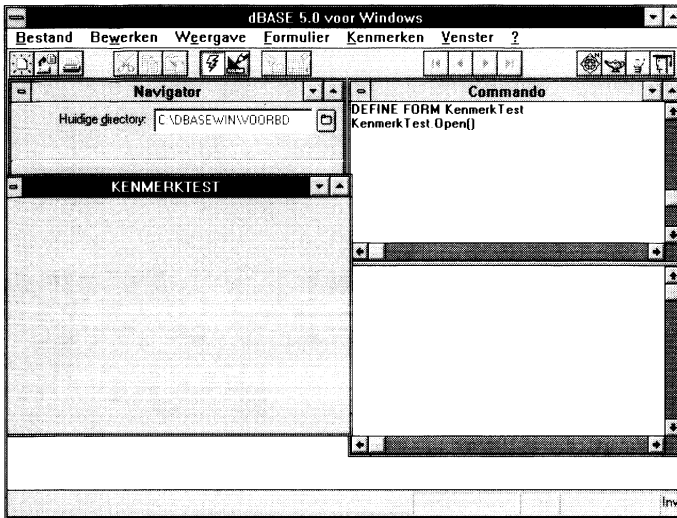 dBASE 5.0 voor Windows
Bestand Bewerken Weergave Formulier Kenmerken Venster ?
Navigator
Huidige directory: C:\DBASEWIN\VOORBD
Commando
DEFINE FORM KenmerkTest
KenmerkTest.Open()
KENMERKTEST
Inv